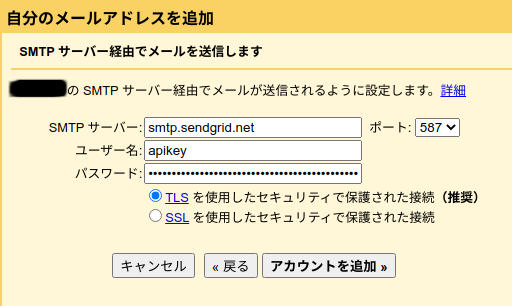 自分のメールアドレスを追加
SMTP サーバー経由でメールを送信します
の SMTP サーバー経由でメールが送信されるように設定します。詳細
SMTP サーバー: smtp.sendgrid.net ポート: 587
ユーザー名: apikey
パスワード: ••••••••••••••••••••••••••••••••••••••••••••••••
TLS を使用したセキュリティで保護された接続 (推奨)
SSL を使用したセキュリティで保護された接続
キャンセル « 戻る アカウントを追加 »